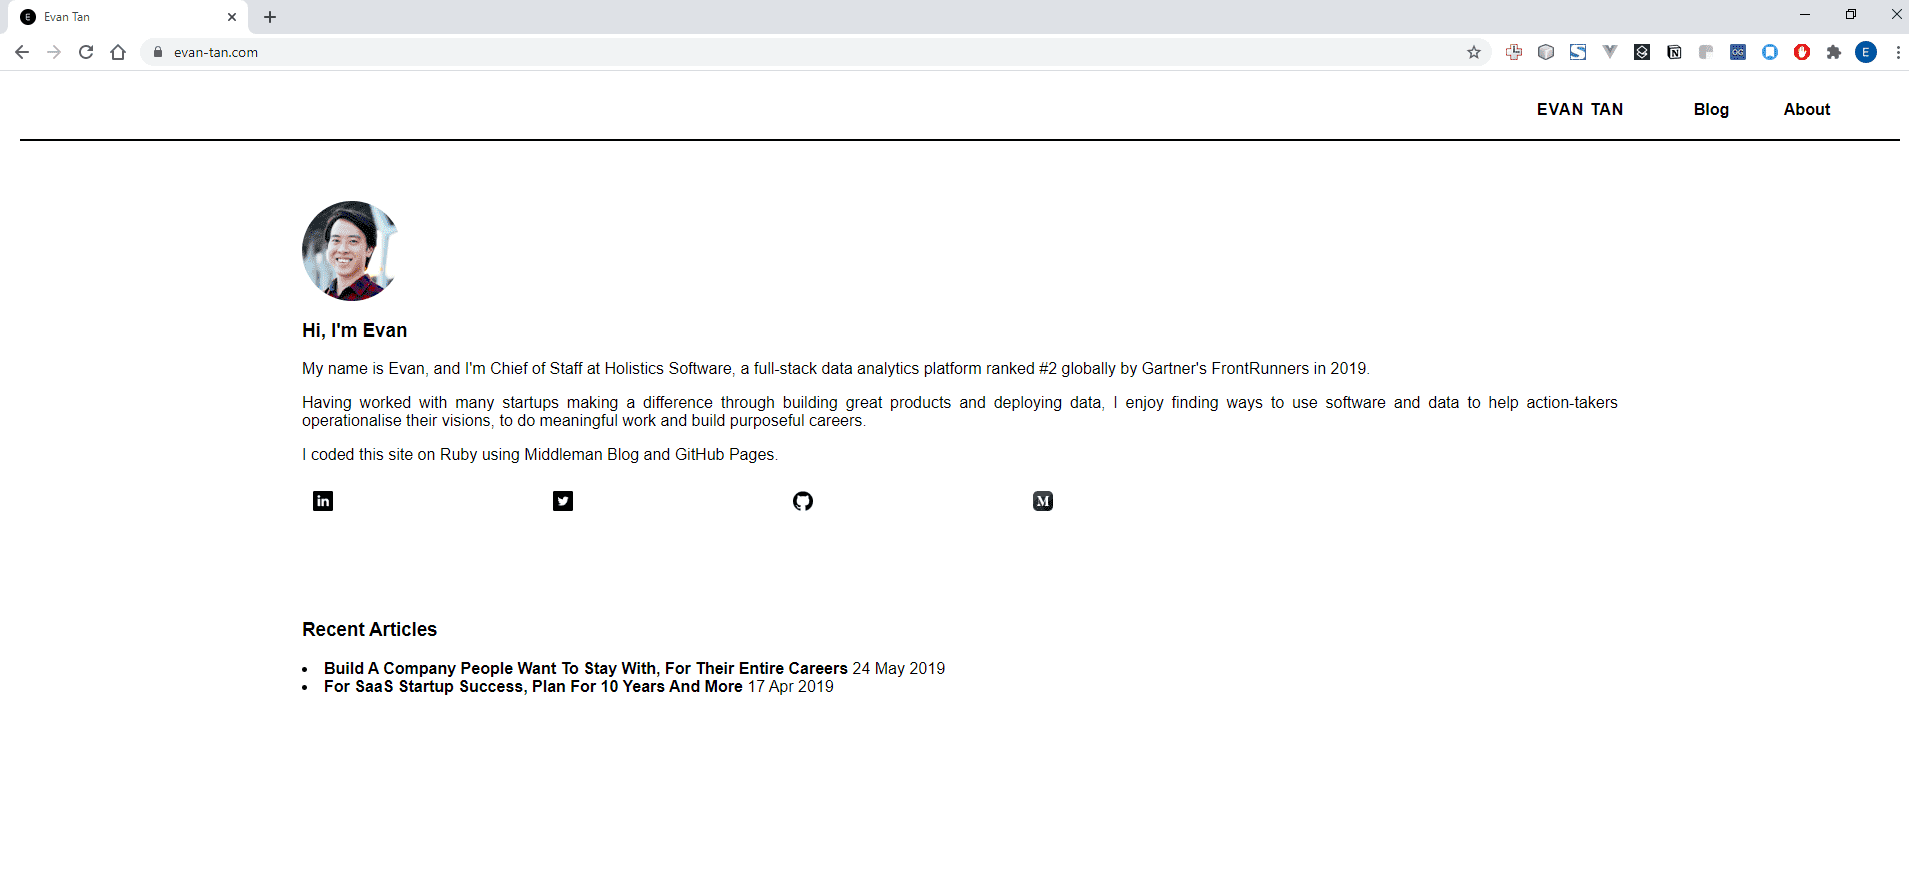 Evan Tan
evan-tan.com
EVAN TAN Blog About
Hi, I'm Evan
My name is Evan, and I'm Chief of Staff at Holistics Software, a full-stack data analytics platform ranked #2 globally by Gartner's FrontRunners in 2019.
Having worked with many startups making a difference through building great products and deploying data, I enjoy finding ways to use software and data to help action-takers
operationalise their visions, to do meaningful work and build purposeful careers.
I coded this site on Ruby using Middleman Blog and GitHub Pages.
Recent Articles
Build A Company People Want To Stay With, For Their Entire Careers 24 May 2019
For SaaS Startup Success, Plan For 10 Years And More 17 Apr 2019